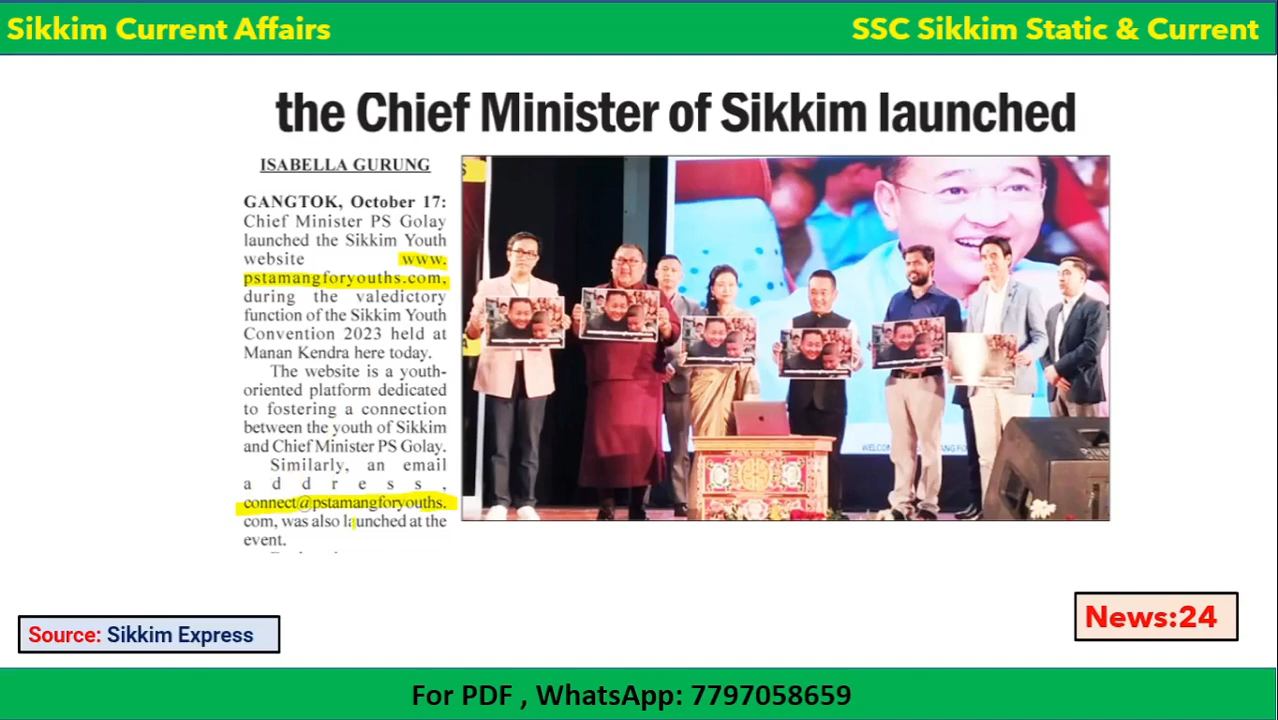 Sikkim Current Affairs
SSC Sikkim Static & Current
the Chief Minister of Sikkim launched
ISABELLA GURUNG
GANGTOK, October 17:
Chief Minister PS Golay
launched the Sikkim Youth
website www.
pstamangforyouths.com,
during the valedictory
function of the Sikkim Youth
Convention 2023 held at
Manan Kendra here today.
The website is a youth-
oriented platform dedicated
to fostering a connection
between the youth of Sikkim
and Chief Minister PS Golay.
Similarly, an email
address,
connect@pstamangforyouths.
com, was also launched at the
event.
News:24
Source: Sikkim Express
For PDF , WhatsApp: 7797058659